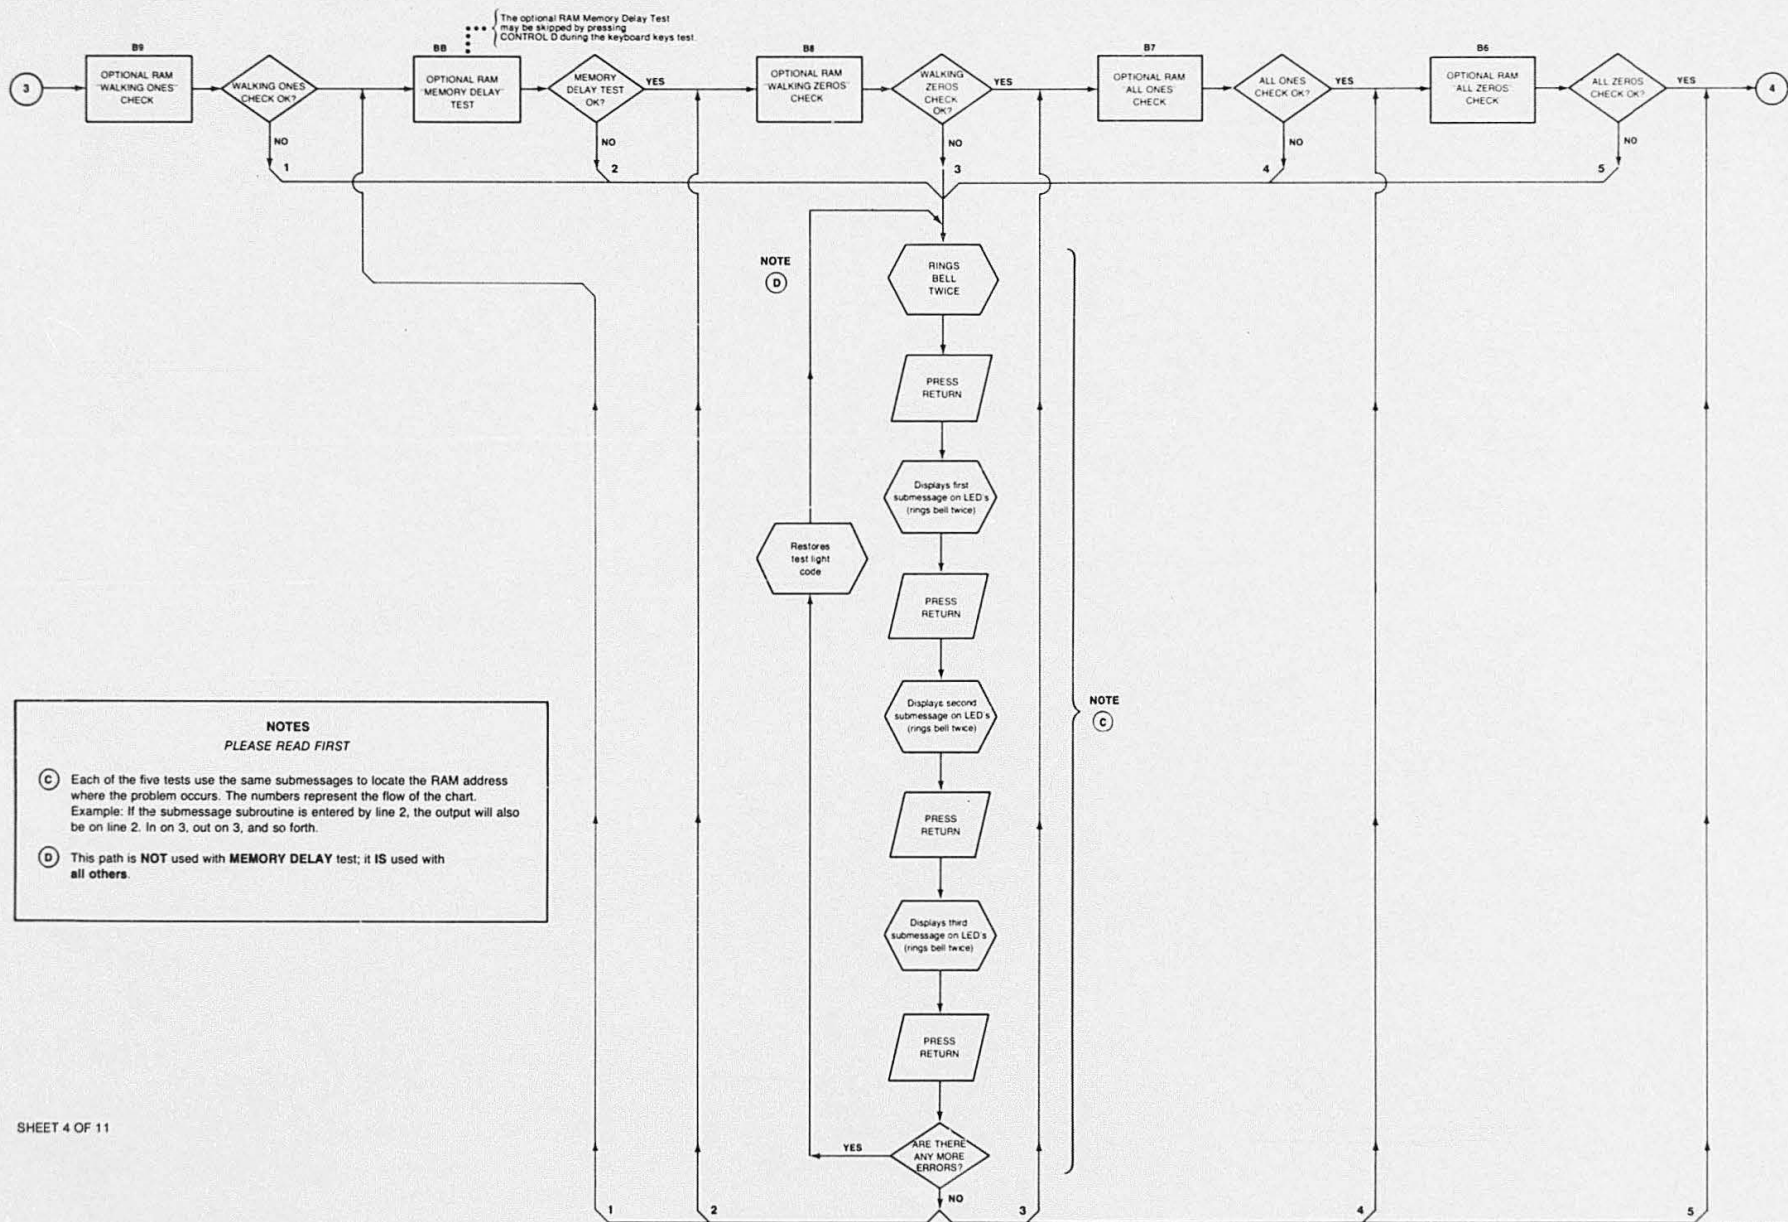 The optional RAM Memory Delay Test
may be skipped by pressing
CONTROL D during the keyboard keys test.
3
B9
OPTIONAL RAM
"WALKING ONES"
CHECK
WALKING ONES
CHECK OK?
NO
1
BB
OPTIONAL RAM
"MEMORY DELAY"
TEST
MEMORY
DELAY TEST
OK?
YES
NO
2
B8
OPTIONAL RAM
"WALKING ZEROS"
CHECK
WALKING
ZEROS
CHECK
OK?
YES
NO
3
B7
OPTIONAL RAM
"ALL ONES"
CHECK
ALL ONES
CHECK OK?
YES
NO
4
B6
OPTIONAL RAM
"ALL ZEROS"
CHECK
ALL ZEROS
CHECK OK?
YES
NO
5
4
NOTE
D
RINGS
BELL
TWICE
PRESS
RETURN
Displays first
submessage on LED's
(rings bell twice)
Restores
test light
code
PRESS
RETURN
Displays second
submessage on LED's
(rings bell twice)
NOTE
C
PRESS
RETURN
Displays third
submessage on LED's
(rings bell twice)
PRESS
RETURN
ARE THERE
ANY MORE
ERRORS?
YES
NO
1
2
3
4
5
NOTES
PLEASE READ FIRST
C Each of the five tests use the same submessages to locate the RAM address
where the problem occurs. The numbers represent the flow of the chart.
Example: If the submessage subroutine is entered by line 2, the output will also
be on line 2. In on 3, out on 3, and so forth.
D This path is NOT used with MEMORY DELAY test; it IS used with
all others.
SHEET 4 OF 11